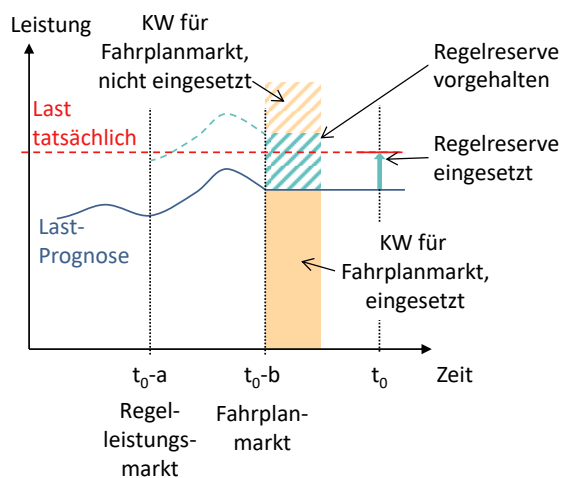 Leistung
KW für
Fahrplanmarkt,
nicht eingesetzt
Regelreserve
vorgehalten
Last
tatsächlich
Regelreserve
eingesetzt
Last-
Prognose
KW für
Fahrplanmarkt,
eingesetzt
t₀-a
t₀-b
t₀
Zeit
Regel-
leistungs-
markt
Fahrplan-
markt